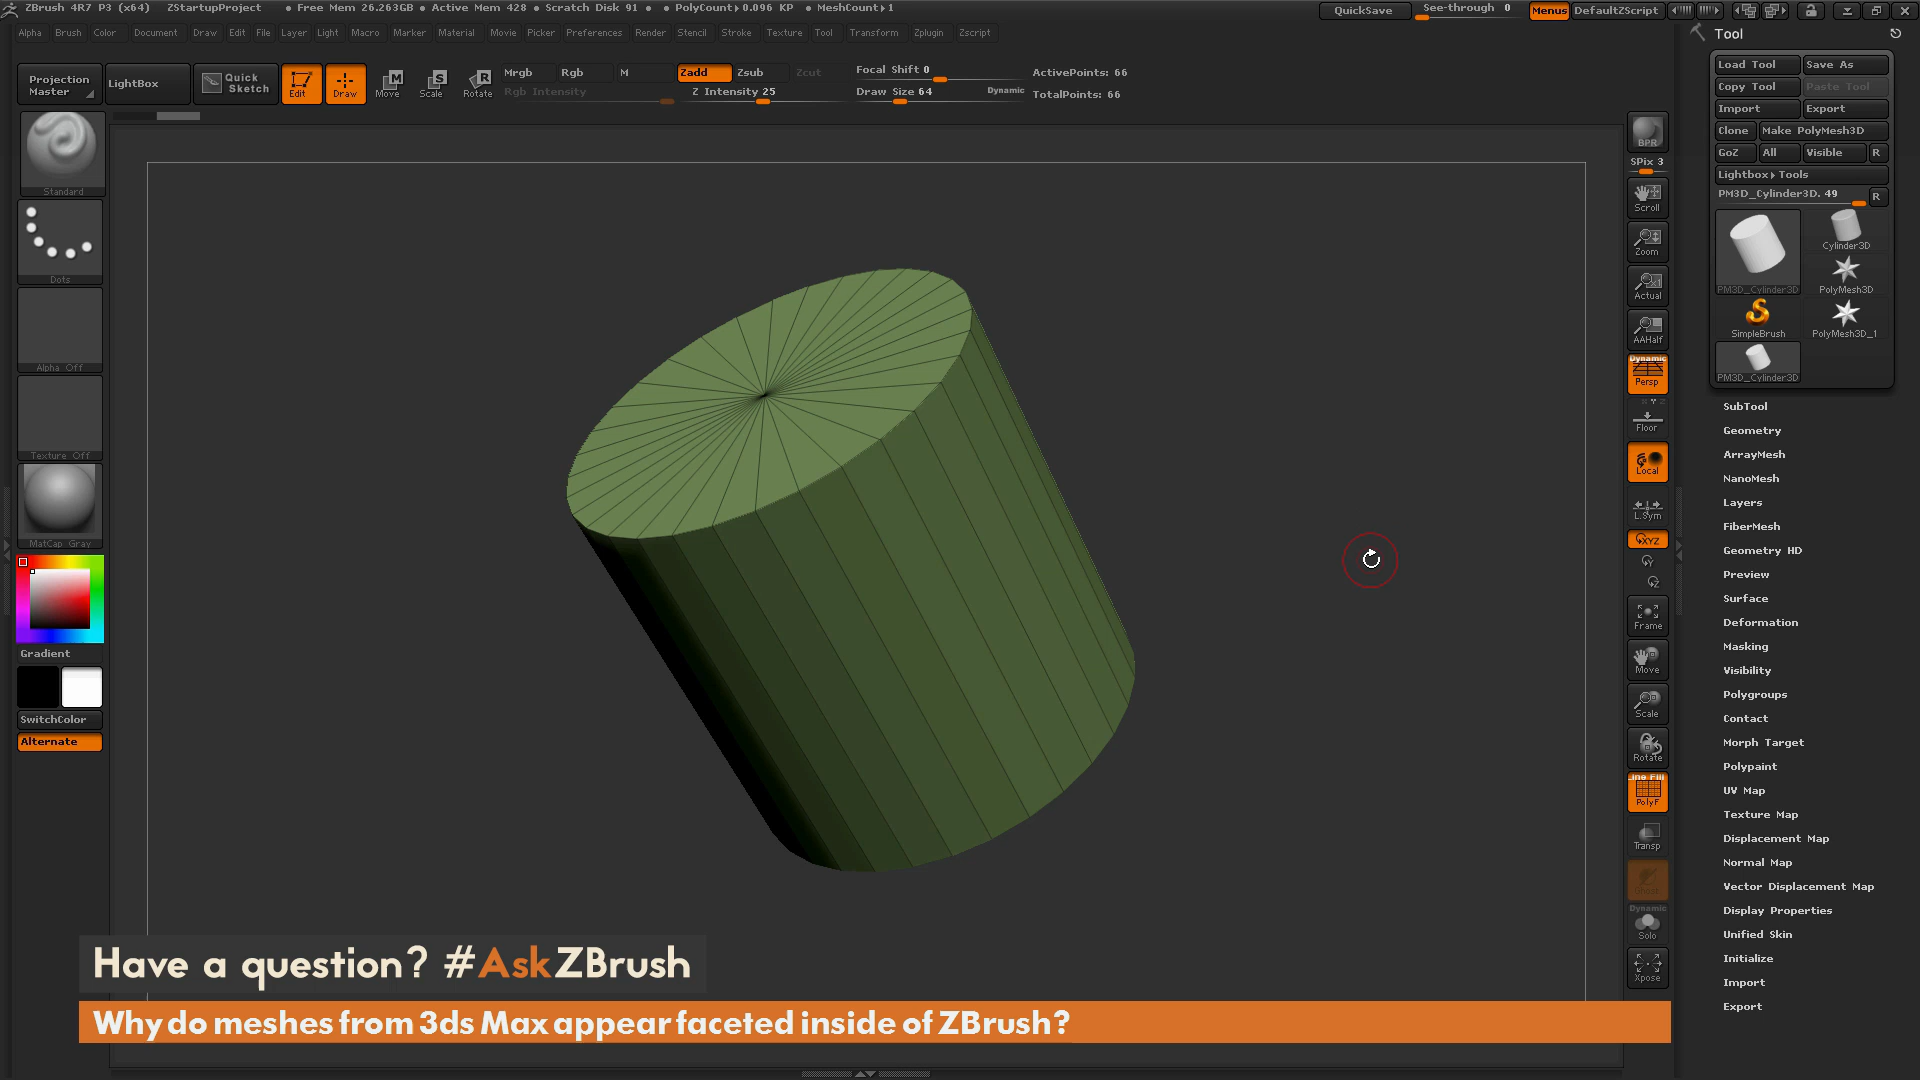 ZBrush 4R7 P3 (x64) ZStartupProject • Free Mem 26.263GB • Active Mem 428 • Scratch Disk 91 • • PolyCount▸0.096 KP • MeshCount▸1
QuickSave See-through 0 Menus DefaultZScript
Alpha Brush Color Document Draw Edit File Layer Light Macro Marker Material Movie Picker Preferences Render Stencil Stroke Texture Tool Transform Zplugin Zscript
Projection Master
LightBox
Quick Sketch
Edit
Draw
Move
Scale
Rotate
Mrgb Rgb M
Rgb Intensity
Zadd Zsub Zcut
Z Intensity 25
Focal Shift 0
Draw Size 64 Dynamic
ActivePoints: 66
TotalPoints: 66
Standard
Dots
Alpha Off
Texture Off
MatCap Gray
Gradient
SwitchColor
Alternate
BPR
SPix 3
Scroll
Zoom
Actual
AAHalf
Dynamic
Persp
Floor
Local
L.Sym
XYZ
Frame
Move
Scale
Rotate
PolyF
Transp
Dynamic
Solo
Xpose
Tool
Load Tool Save As
Copy Tool Paste Tool
Import Export
Clone Make PolyMesh3D
GoZ All Visible R
Lightbox▸Tools
PM3D_Cylinder3D. 49 R
PM3D_Cylinder3D
Cylinder3D
PolyMesh3D
SimpleBrush
PolyMesh3D_1
PM3D_Cylinder3D
SubTool
Geometry
ArrayMesh
NanoMesh
Layers
FiberMesh
Geometry HD
Preview
Surface
Deformation
Masking
Visibility
Polygroups
Contact
Morph Target
Polypaint
UV Map
Texture Map
Displacement Map
Normal Map
Vector Displacement Map
Display Properties
Unified Skin
Initialize
Import
Export
Have a question? #AskZBrush
Why do meshes from 3ds Max appear faceted inside of ZBrush?